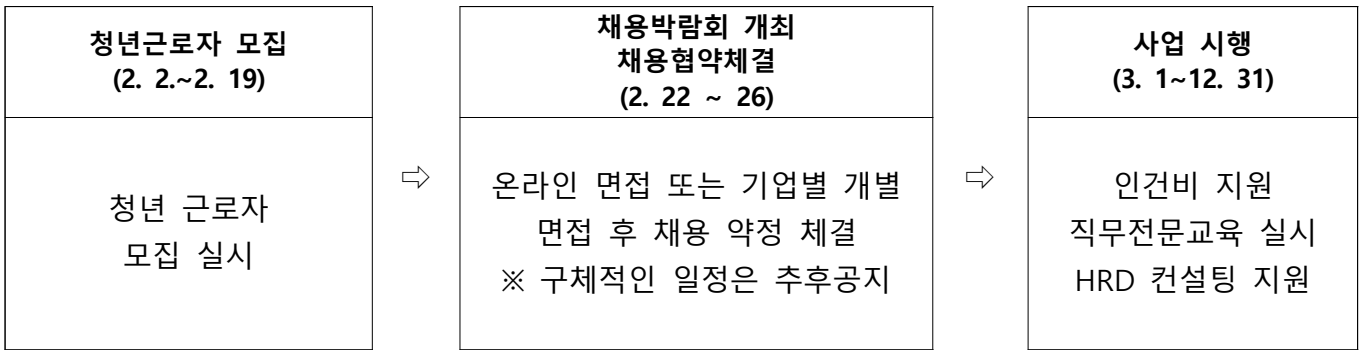 청년근로자 모집
(2. 2.~2. 19)
청년 근로자
모집 실시
⇨
채용박람회 개최
채용협약체결
(2. 22 ~ 26)
온라인 면접 또는 기업별 개별
면접 후 채용 약정 체결
※ 구체적인 일정은 추후공지
⇨
사업 시행
(3. 1~12. 31)
인건비 지원
직무전문교육 실시
HRD 컨설팅 지원